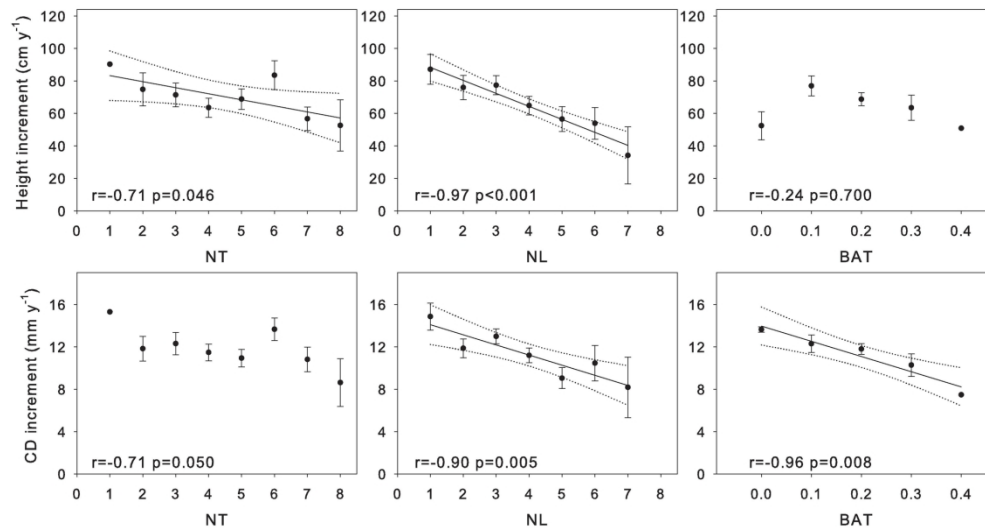 Height increment (cm y-1)
120
100
80
60
40
20
0
r=-0.71 p=0.046
0 1 2 3 4 5 6 7 8
NT
120
100
80
60
40
20
0
r=-0.97 p<0.001
0 1 2 3 4 5 6 7 8
NL
120
100
80
60
40
20
0
r=-0.24 p=0.700
0.0 0.1 0.2 0.3 0.4
BAT
CD increment (mm y-1)
16
12
8
4
0
r=-0.71 p=0.050
0 1 2 3 4 5 6 7 8
NT
16
12
8
4
0
r=-0.90 p=0.005
0 1 2 3 4 5 6 7 8
NL
16
12
8
4
0
r=-0.96 p=0.008
0.0 0.1 0.2 0.3 0.4
BAT